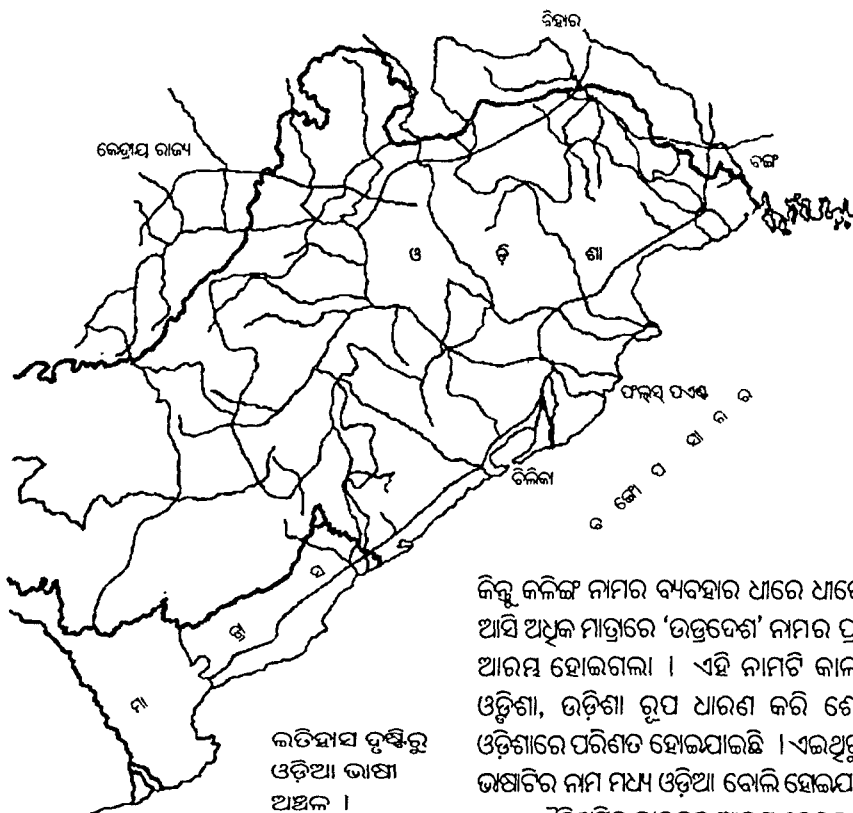 ବିହାର
କେନ୍ଦ୍ରୀୟ ରାଜ୍ୟ
ବଙ୍ଗ
ଓ ଡ଼ି ଶା
ଫଲ୍‌ସ୍ ପଏଣ୍ଟ
ଚିଲିକା
ମା
ଇତିହାସ ଦୃଷ୍ଟିରୁ
ଓଡ଼ିଆ ଭାଷୀ
ଅଞ୍ଚଳ ।
କିନ୍ତୁ କଳିଙ୍ଗ ନାମର ବ୍ୟବହାର ଧୀରେ
ଆସି ଅଧିକ ମାତ୍ରାରେ ‘ଉଡ୍ରଦେଶ’ ନାମର
ଆରମ୍ଭ ହୋଇଗଲା । ଏହି ନାମଟି
ଓଡ଼ିଶା, ଉଡ଼ିଶା ରୂପ ଧାରଣ କରି
ଓଡ଼ିଶାରେ ପରିଣତ ହୋଇଯାଇଛି ।
ଭାଷାଟିର ନାମ ମଧ୍ୟ ଓଡ଼ିଆ ବୋଲି